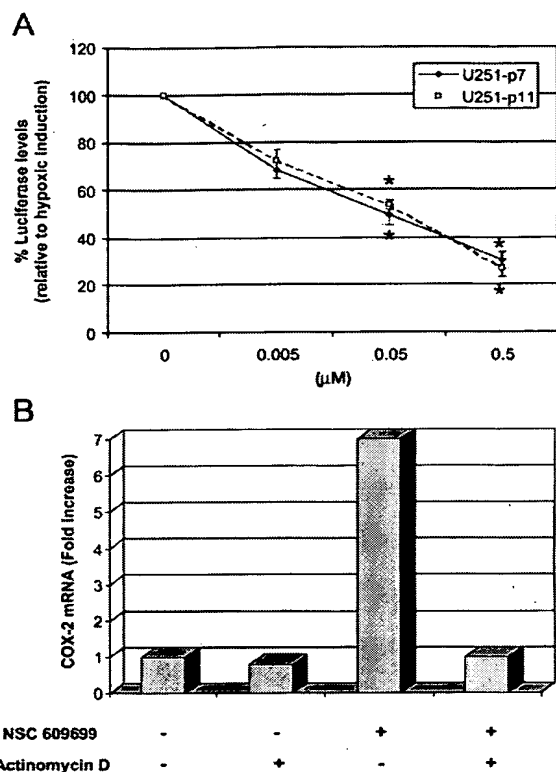 A
% Luciferase levels
(relative to hypoxic induction)
120
100
80
60
40
20
0
U251-p7
U251-p11
*
*
*
*
0 0.005 0.05 0.5
(µM)
B
COX-2 mRNA (Fold increase)
7
6
5
4
3
2
1
0
NSC 609699 - - + +
Actinomycin D - + - +